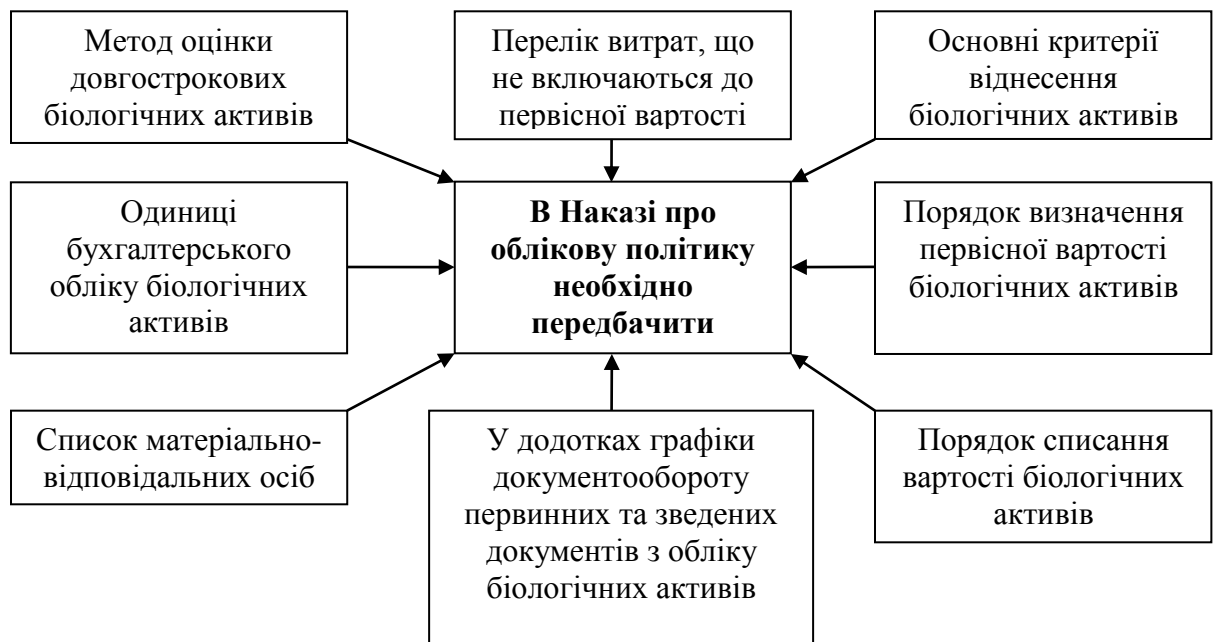 Метод оцінки
довгострокових
біологічних активів
Перелік витрат, що
не включаються до
первісної вартості
Основні критерії
віднесення
біологічних активів
Одиниці
бухгалтерського
обліку біологічних
активів
В Наказі про
облікову політику
необхідно
передбачити
Порядок визначення
первісної вартості
біологічних активів
Список матеріально-
відповідальних осіб
У додотках графіки
документообороту
первинних та зведених
документів з обліку
біологічних активів
Порядок списання
вартості біологічних
активів